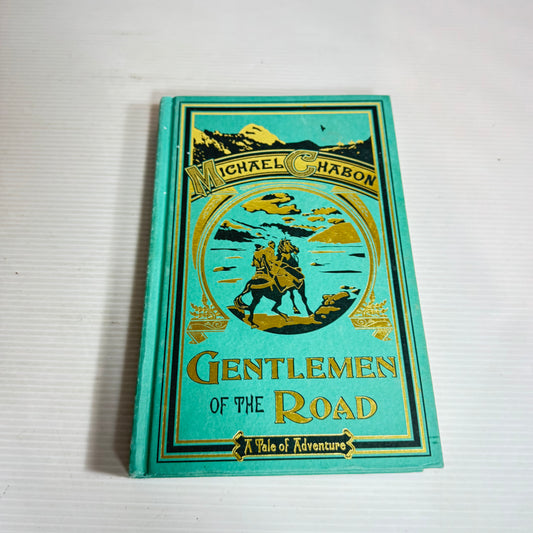 MICHAEL CHABON
GENTLEMEN
OF THE ROAD
A Tale of Adventure